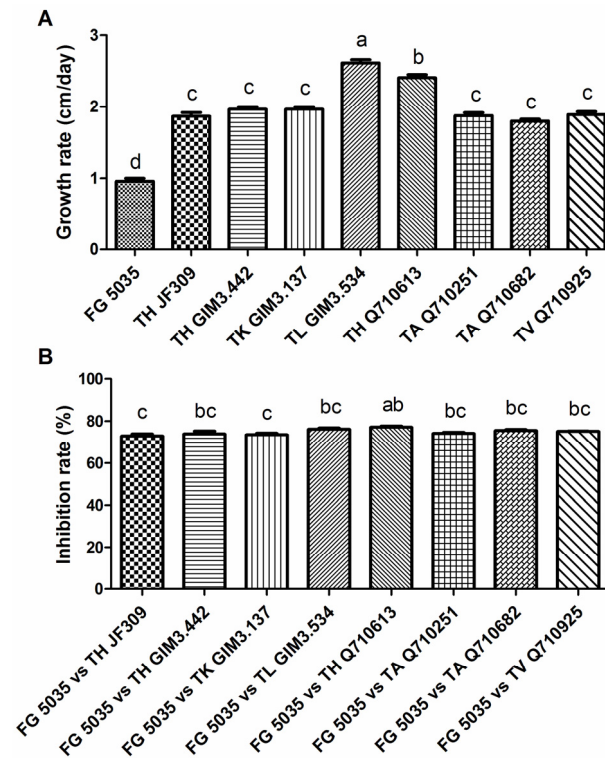 A
Growth rate (cm/day)
3
2
1
0
d
c
c
c
a
b
c
c
c
FG 5035
TH JF309
TH GIM3.442
TK GIM3.137
TL GIM3.534
TH Q710613
TA Q710251
TA Q710682
TV Q710925
B
Inhibition rate (%)
100
80
60
40
20
0
c
bc
c
bc
ab
bc
bc
bc
FG 5035 vs TH JF309
FG 5035 vs TH GIM3.442
FG 5035 vs TK GIM3.137
FG 5035 vs TL GIM3.534
FG 5035 vs TH Q710613
FG 5035 vs TA Q710251
FG 5035 vs TA Q710682
FG 5035 vs TV Q710925